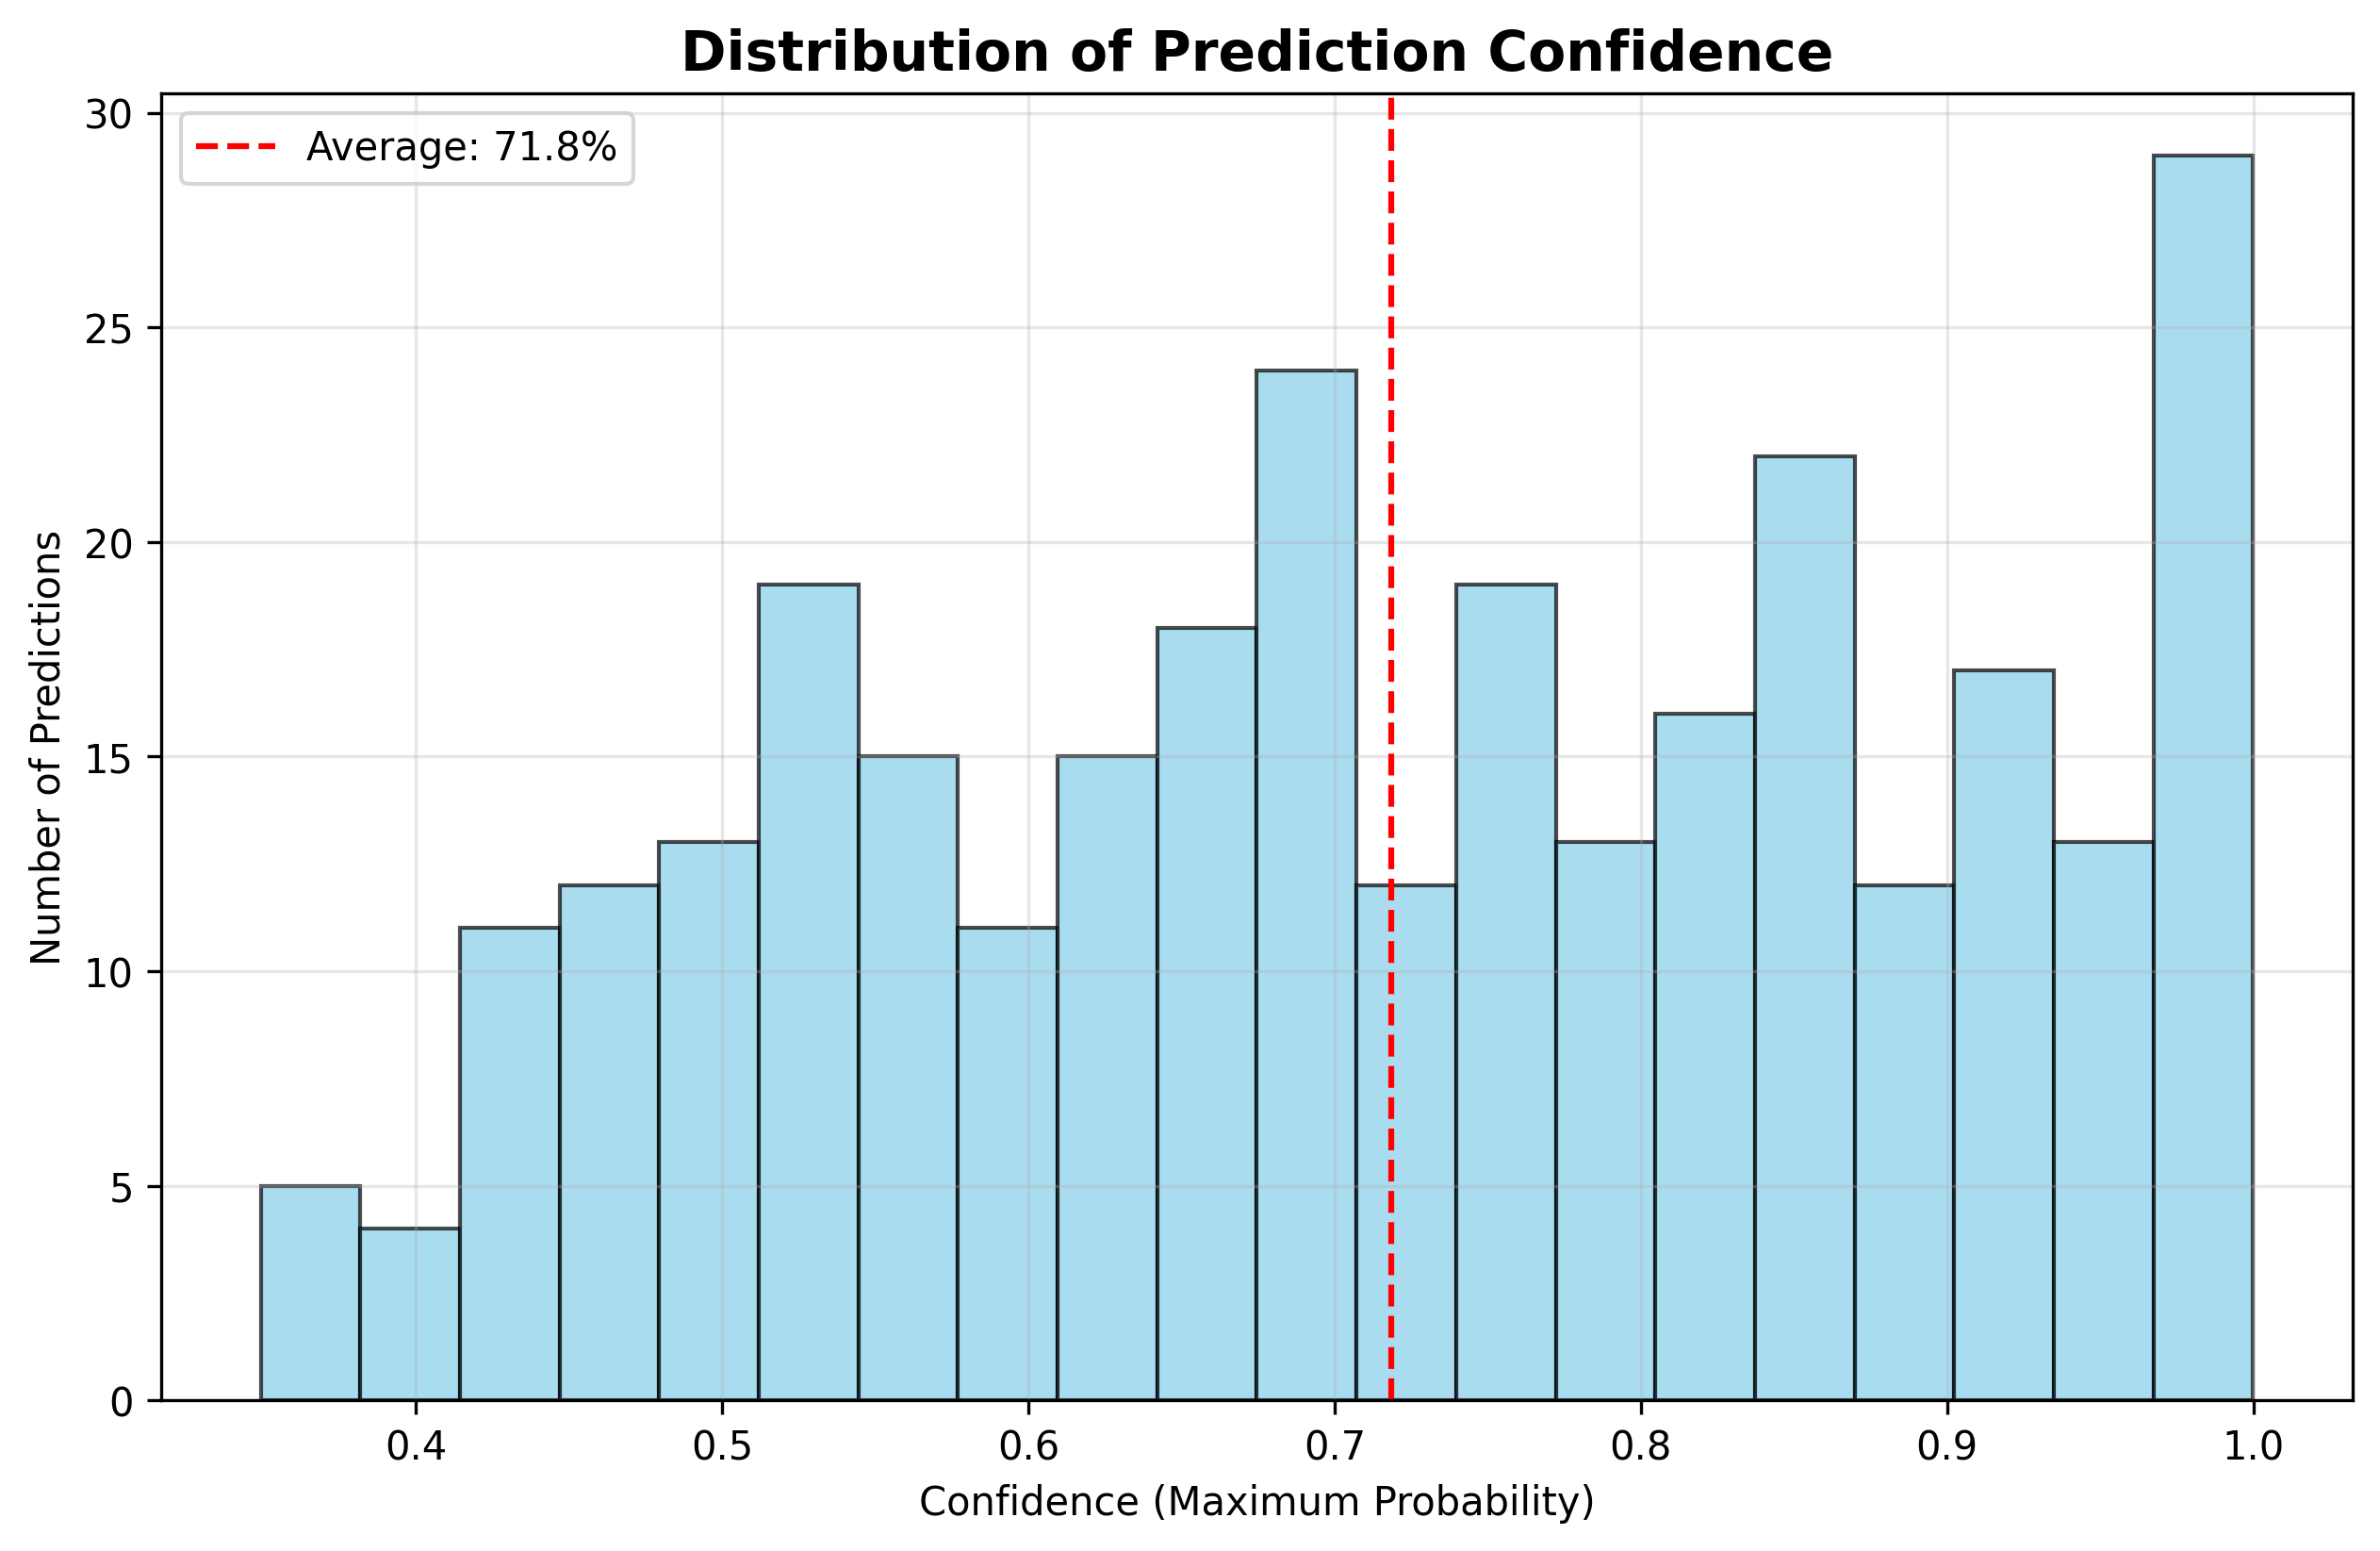 Distribution of Prediction Confidence
Average: 71.8%
30
25
20
15
10
5
0
Number of Predictions
0.4 0.5 0.6 0.7 0.8 0.9 1.0
Confidence (Maximum Probability)